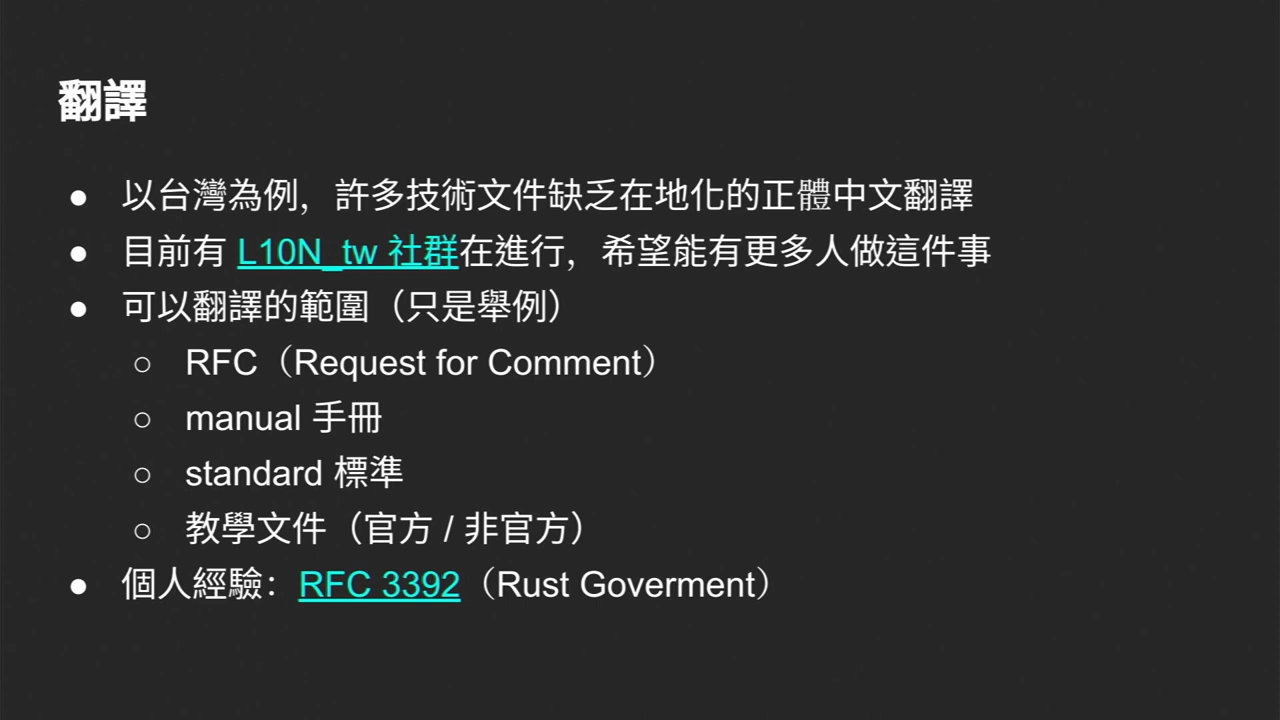 翻譯
● 以台灣為例，許多技術文件缺乏在地化的正體中文翻譯
● 目前有 L10N_tw 社群在進行，希望能有更多人做這件事
● 可以翻譯的範圍（只是舉例）
○ RFC（Request for Comment）
○ manual 手冊
○ standard 標準
○ 教學文件（官方 / 非官方）
● 個人經驗：RFC 3392（Rust Goverment）